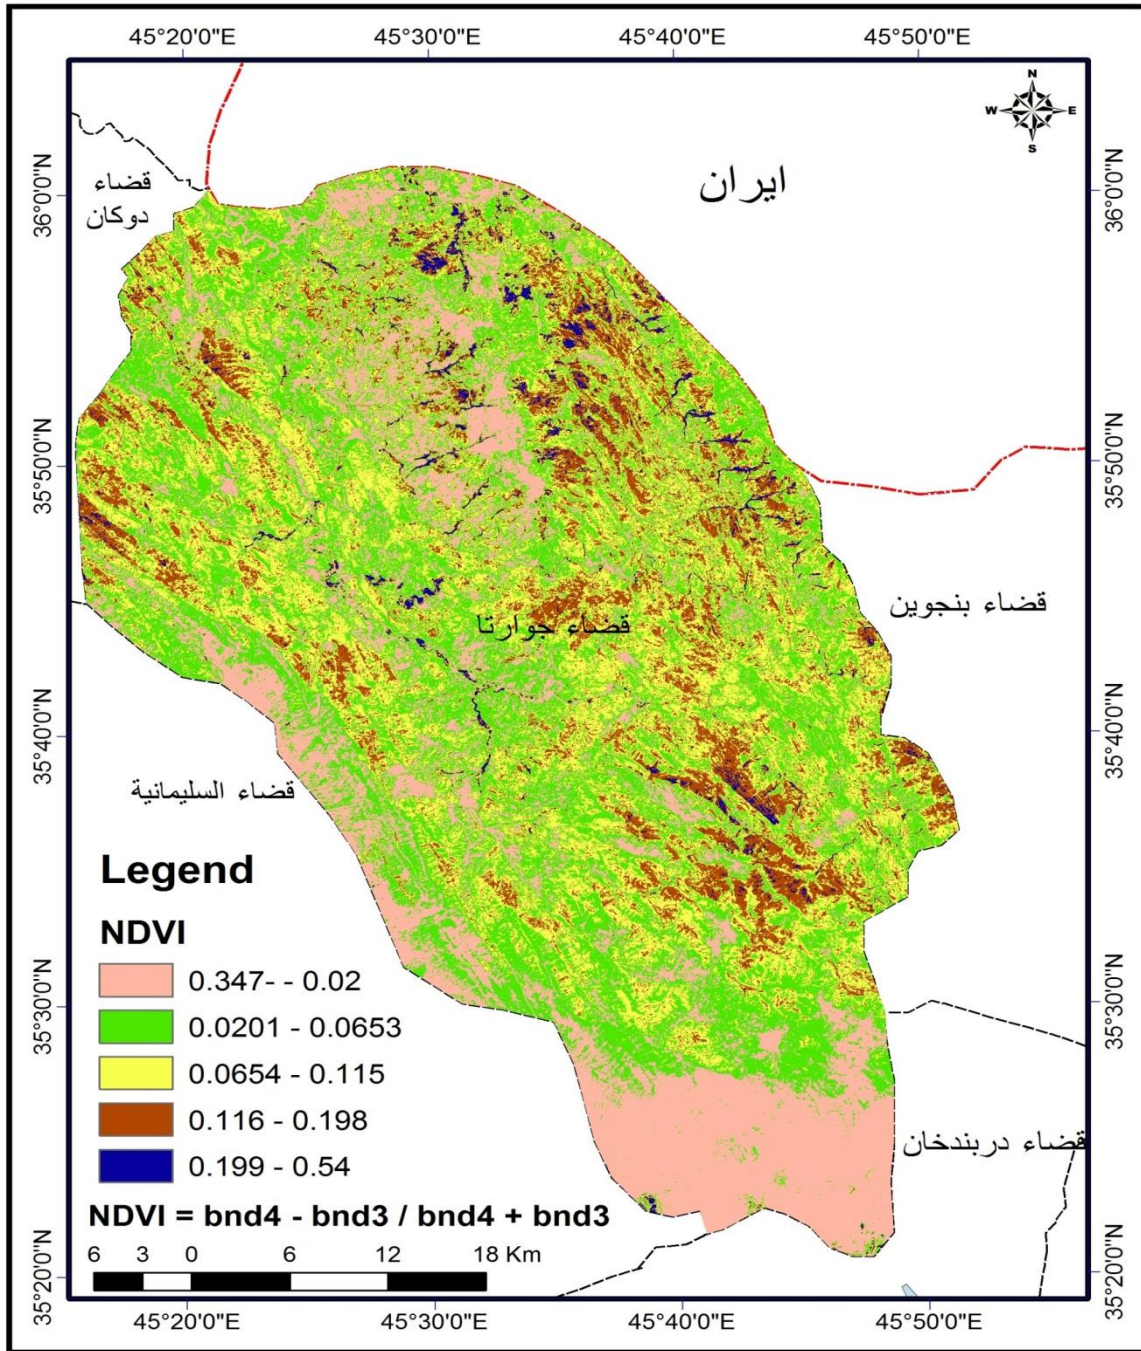 45°20'0"E 45°30'0"E 45°40'0"E 45°50'0"E
N
W E
S
36°0'0"N
35°50'0"N
35°40'0"N
35°30'0"N
35°20'0"N
36°0'0"N
35°50'0"N
35°40'0"N
35°30'0"N
35°20'0"N
قضاء
دوكان
ايران
قضاء بنجوين
قضاء جوارتا
قضاء السليمانية
قضاء دربندخان
Legend
NDVI
0.347- - 0.02
0.0201 - 0.0653
0.0654 - 0.115
0.116 - 0.198
0.199 - 0.54
NDVI = bnd4 - bnd3 / bnd4 + bnd3
6 3 0 6 12 18 Km
45°20'0"E 45°30'0"E 45°40'0"E 45°50'0"E